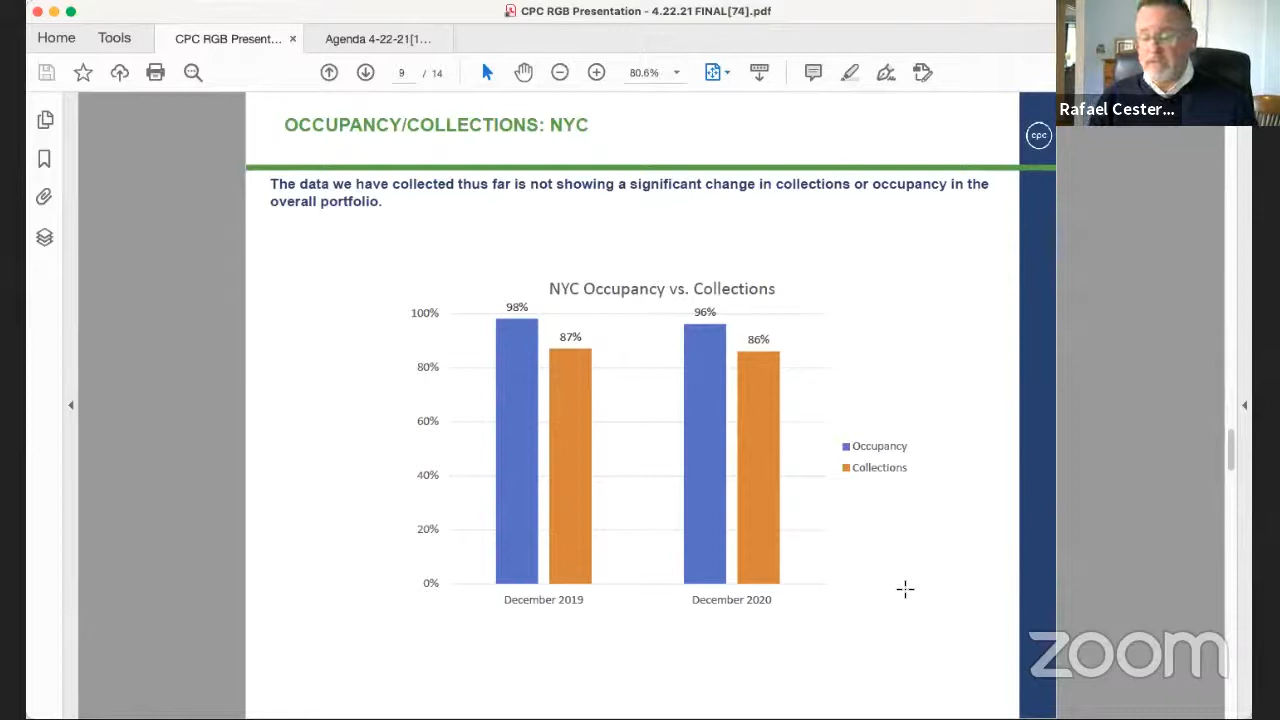 CPC RGB Presentation - 4.22.21 FINAL[74].pdf
Home Tools CPC RGB Present... × Agenda 4-22-21[1...
9 / 14 80.6%
Rafael Cester...
OCCUPANCY/COLLECTIONS: NYC
cpc
The data we have collected thus far is not showing a significant change in collections or occupancy in the
overall portfolio.
NYC Occupancy vs. Collections
98%
96%
100%
87%
86%
80%
60%
Occupancy
Collections
40%
20%
0%
December 2019 December 2020
zoom